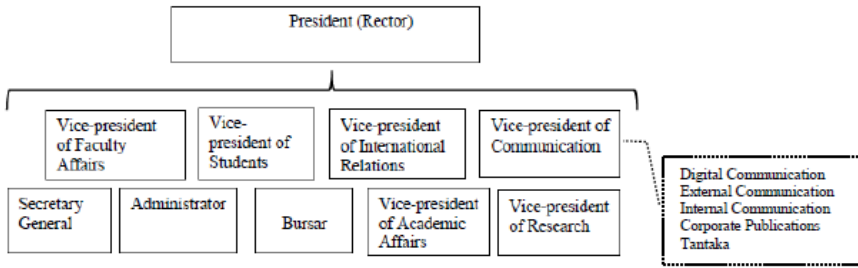 President (Rector)
Vice-president
of Faculty
Affairs
Vice-
president of
Students
Vice-president
of International
Relations
Vice-president of
Communication
Secretary
General
Administrator
Bursar
Vice-president
of Academic
Affairs
Vice-president
of Research
Digital Communication
External Communication
Internal Communication
Corporate Publications
Tantaka